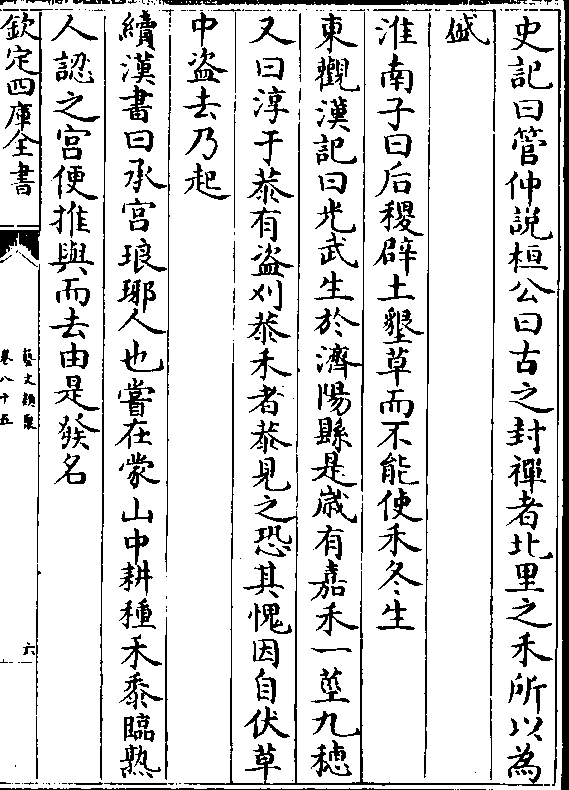 史記曰管仲説桓公曰古之封禪者北里之禾所以為
盛
淮南子曰后稷辟土墾草而不能使禾冬生
東觀漢記曰光武生於濟陽縣是歲有嘉禾一莖九穗
又曰淳于恭有盜刈恭禾者恭見之恐其愧因自伏草
中盜去乃起
續漢書曰承宮琅琊人也嘗在蒙山中耕種禾黍臨熟
人認之宮便推與而去由是發名
欽定四庫全書
藝文類聚
卷八十五
六